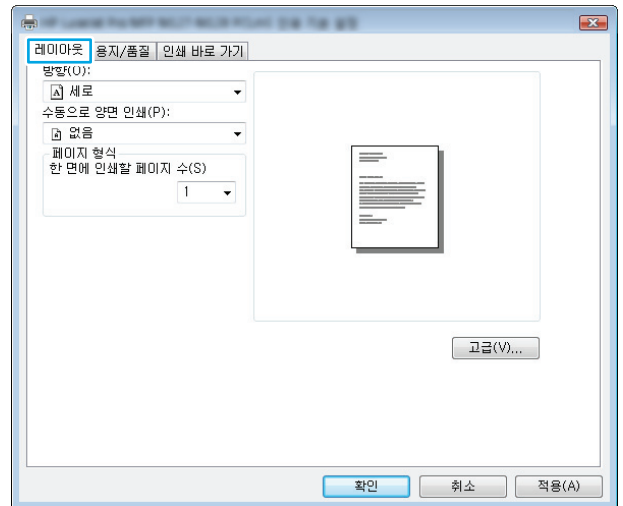 레이아웃 용지/품질 인쇄 바로 가기
방향(O):
세로
수동으로 양면 인쇄(P):
없음
페이지 형식
한 면에 인쇄할 페이지 수(S)
1
고급(V)...
확인 취소 적용(A)